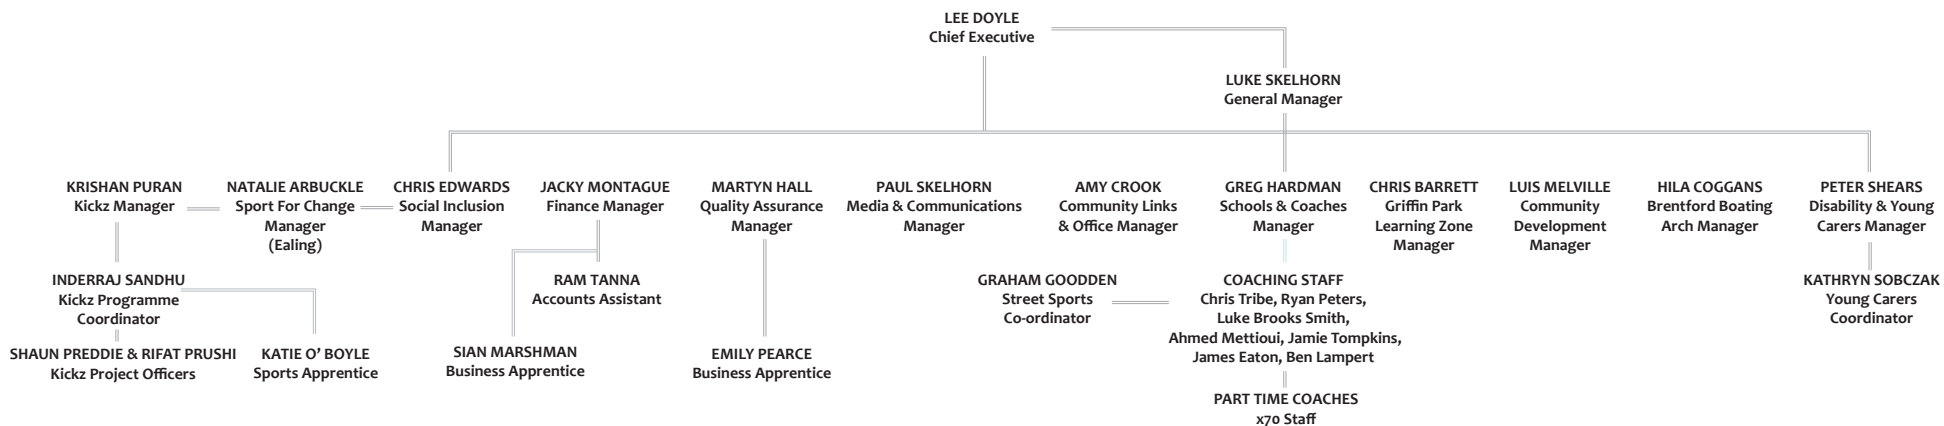 LEE DOYLE
Chief Executive
LUKE SKELHORN
General Manager
KRISHAN PURAN
Kickz Manager
NATALIE ARBUCKLE
Sport For Change
Manager
(Ealing)
CHRIS EDWARDS
Social Inclusion
Manager
JACKY MONTAGUE
Finance Manager
MARTYN HALL
Quality Assurance
Manager
PAUL SKELHORN
Media & Communications
Manager
AMY CROOK
Community Links
& Office Manager
GREG HARDMAN
Schools & Coaches
Manager
CHRIS BARRETT
Griffin Park
Learning Zone
Manager
LUIS MELVILLE
Community
Development
Manager
HILA COGGANS
Brentford Boating
Arch Manager
PETER SHEARS
Disability & Young
Carers Manager
INDERRAJ SANDHU
Kickz Programme
Coordinator
RAM TANNA
Accounts Assistant
GRAHAM GOODDEN
Street Sports
Co-ordinator
COACHING STAFF
Chris Tribe, Ryan Peters,
Luke Brooks Smith,
Ahmed Mettioui, Jamie Tompkins,
James Eaton, Ben Lampert
KATHRYN SOBCZAK
Young Carers
Coordinator
SHAUN PREDDIE & RIFAT PRUSHI
Kickz Project Officers
KATIE O' BOYLE
Sports Apprentice
SIAN MARSHMAN
Business Apprentice
EMILY PEARCE
Business Apprentice
PART TIME COACHES
x70 Staff